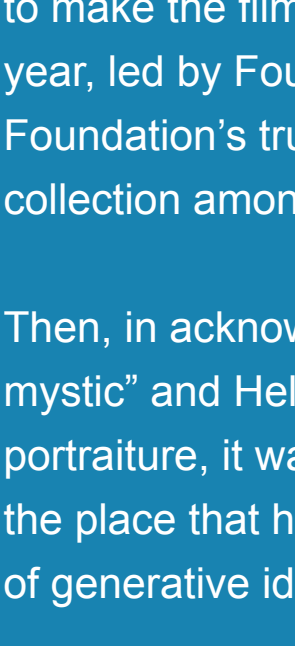 to make the film
year, led by Fou
Foundation’s tru
collection amon
Then, in acknow
mystic” and Hel
portraiture, it wa
the place that h
of generative id